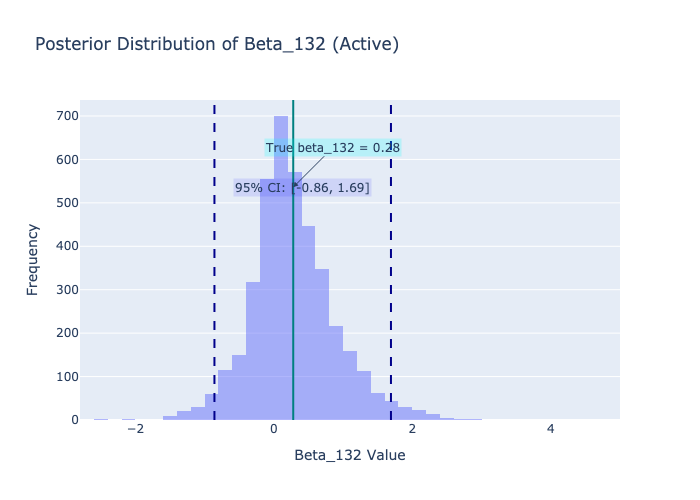 Posterior Distribution of Beta_132 (Active)
700
600
500
400
300
200
100
0
Frequency
True beta_132 = 0.28
95% CI: [-0.86, 1.69]
−2
0
2
4
Beta_132 Value